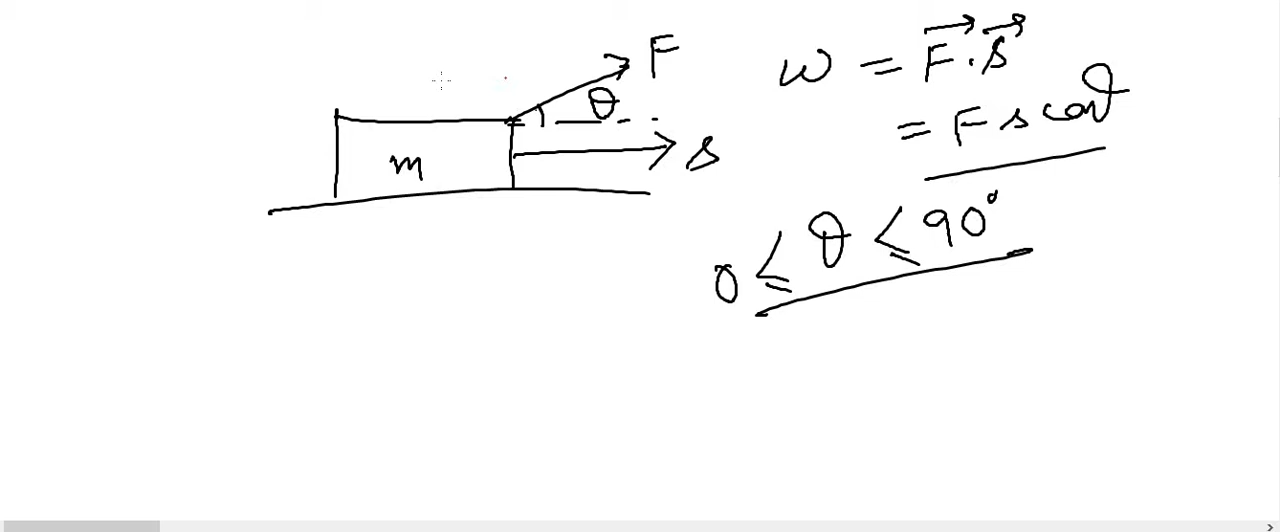 F
θ
m
s
W = F⃗ · s⃗
= F s cosθ
0 ≤ θ ≤ 90°